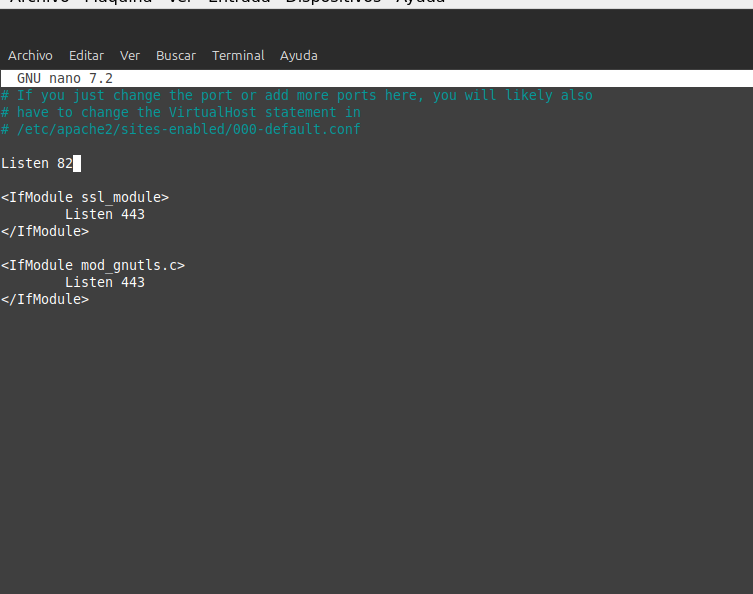 Archivo Máquina Ver Entrada Dispositivos Ayuda
Archivo Editar Ver Buscar Terminal Ayuda
GNU nano 7.2
# If you just change the port or add more ports here, you will likely also
# have to change the VirtualHost statement in
# /etc/apache2/sites-enabled/000-default.conf
Listen 82
<IfModule ssl_module>
Listen 443
</IfModule>
<IfModule mod_gnutls.c>
Listen 443
</IfModule>